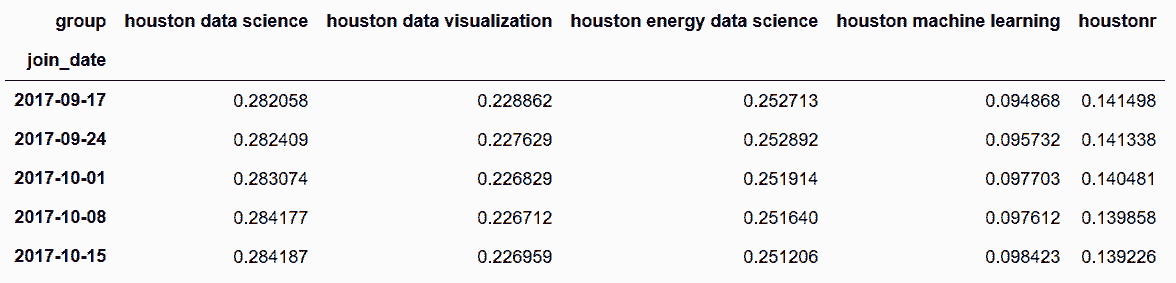 group houston data science houston data visualization houston energy data science houston machine learning houstonr
join_date
2017-09-17 0.282058 0.228862 0.252713 0.094868 0.141498
2017-09-24 0.282409 0.227629 0.252892 0.095732 0.141338
2017-10-01 0.283074 0.226829 0.251914 0.097703 0.140481
2017-10-08 0.284177 0.226712 0.251640 0.097612 0.139858
2017-10-15 0.284187 0.226959 0.251206 0.098423 0.139226